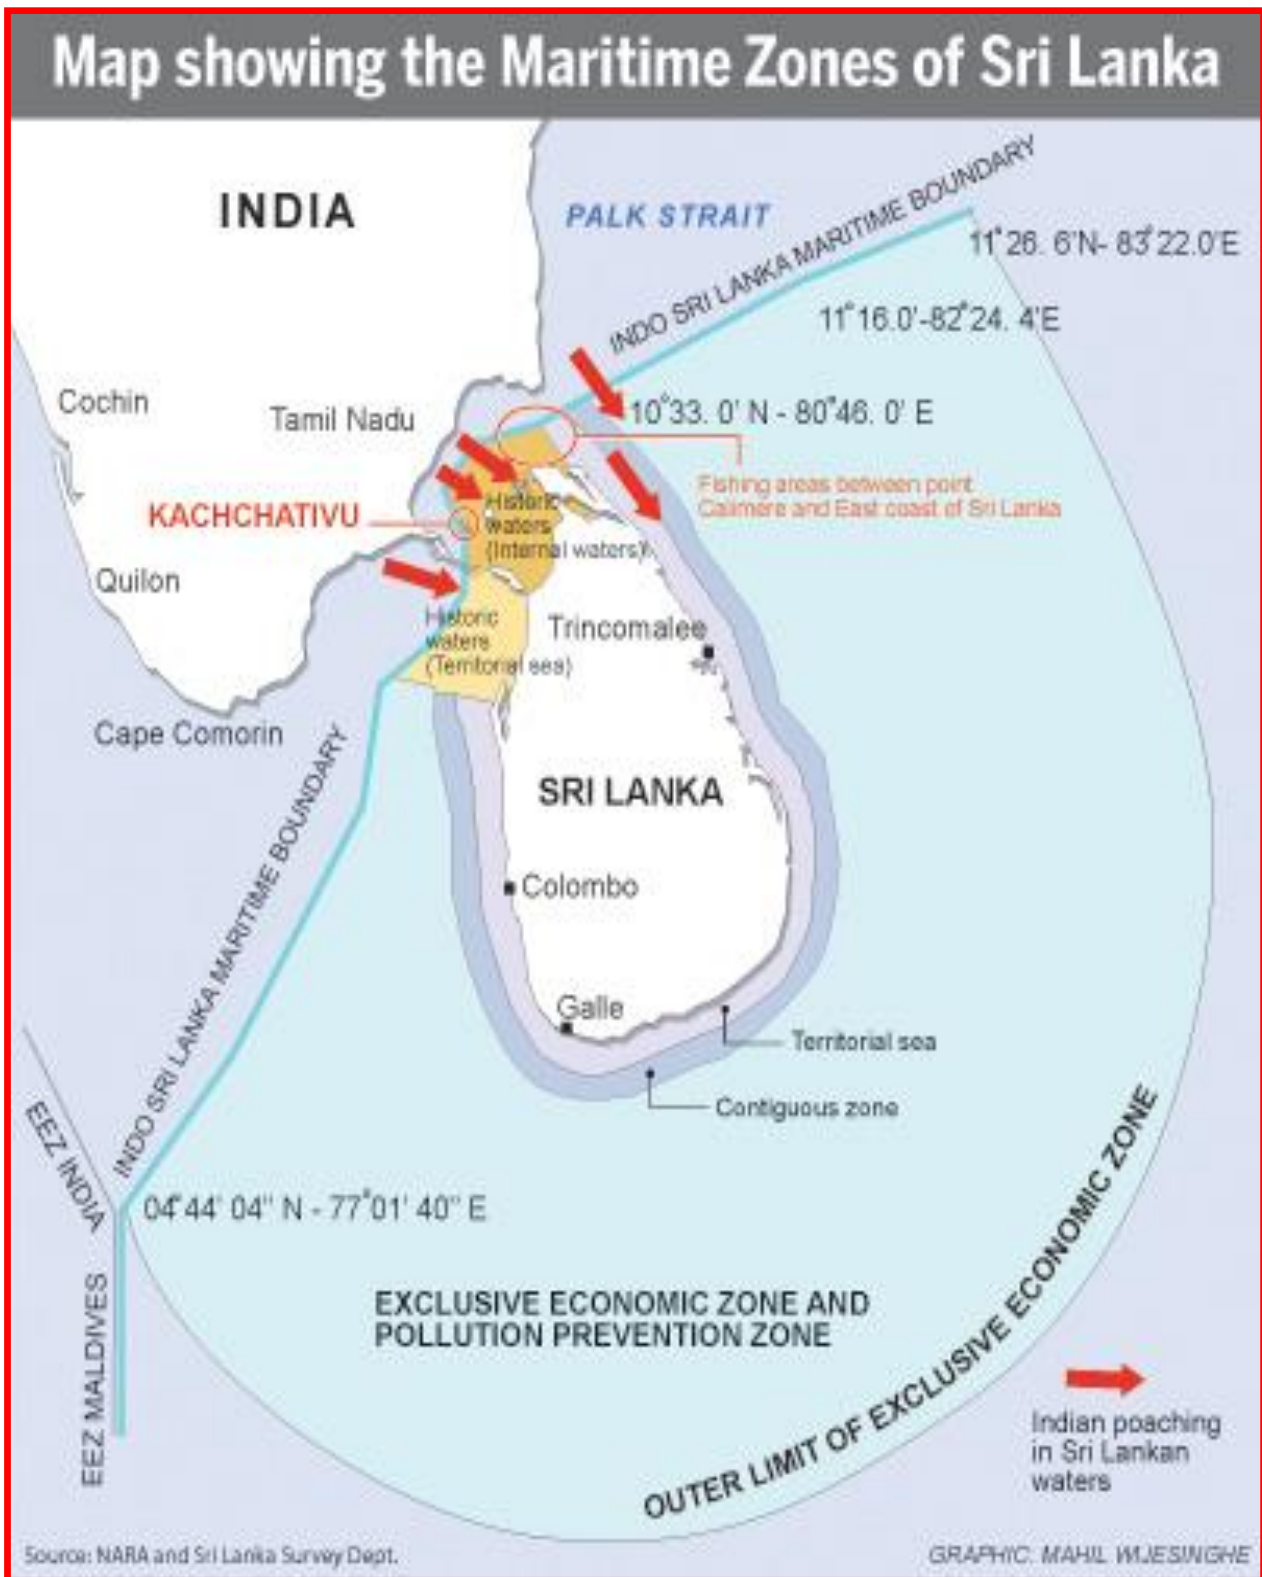 Map showing the Maritime Zones of Sri Lanka
INDIA
PALK STRAIT
INDO SRI LANKA MARITIME BOUNDARY
11°26. 6'N- 83°22.0'E
11°16.0'-82°24. 4'E
10°33. 0' N - 80°46. 0' E
Cochin
Tamil Nadu
Fishing areas between point
Calimere and East coast of Sri Lanka
KACHCHATIVU
Historic
waters
(Internal waters)
Quilon
Historic
waters
(Territorial sea)
Trincomalee
Cape Comorin
SRI LANKA
INDO SRI LANKA MARITIME BOUNDARY
Colombo
Galle
Territorial sea
Contiguous zone
EEZ INDIA
04°44' 04" N - 77°01' 40" E
EEZ MALDIVES
EXCLUSIVE ECONOMIC ZONE AND
POLLUTION PREVENTION ZONE
OUTER LIMIT OF EXCLUSIVE ECONOMIC ZONE
Indian poaching
in Sri Lankan
waters
Source: NARA and Sri Lanka Survey Dept.
GRAPHIC: MAHIL WIJESINGHE